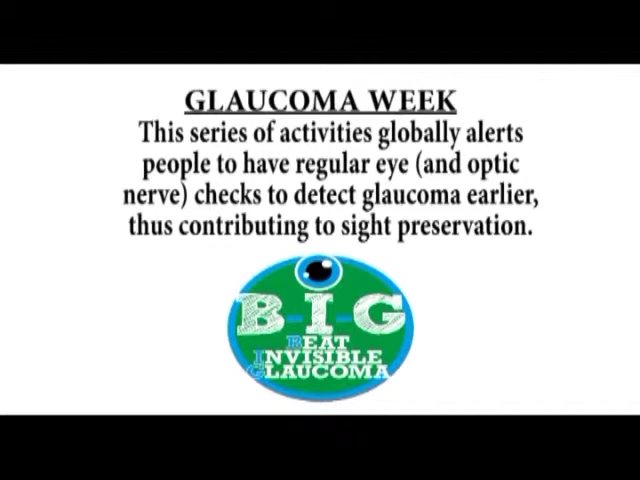 GLAUCOMA WEEK
This series of activities globally alerts
people to have regular eye (and optic
nerve) checks to detect glaucoma earlier,
thus contributing to sight preservation.
B-I-G
BEAT
INVISIBLE
GLAUCOMA